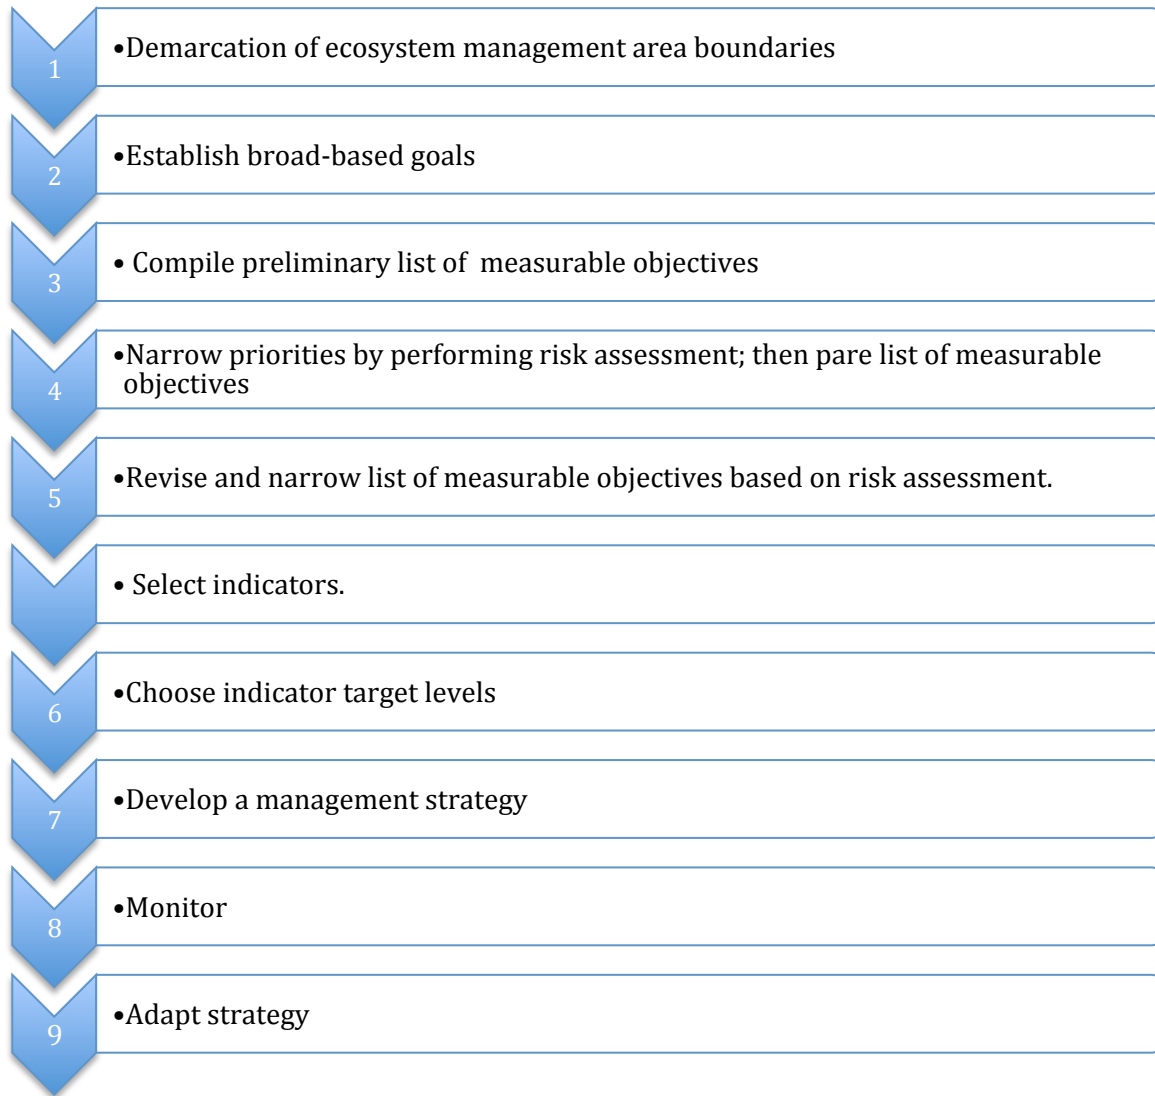 1
•Demarcation of ecosystem management area boundaries
2
•Establish broad-based goals
3
• Compile preliminary list of  measurable objectives
4
•Narrow priorities by performing risk assessment; then pare list of measurable
objectives
5
•Revise and narrow list of measurable objectives based on risk assessment.
• Select indicators.
6
•Choose indicator target levels
7
•Develop a management strategy
8
•Monitor
9
•Adapt strategy